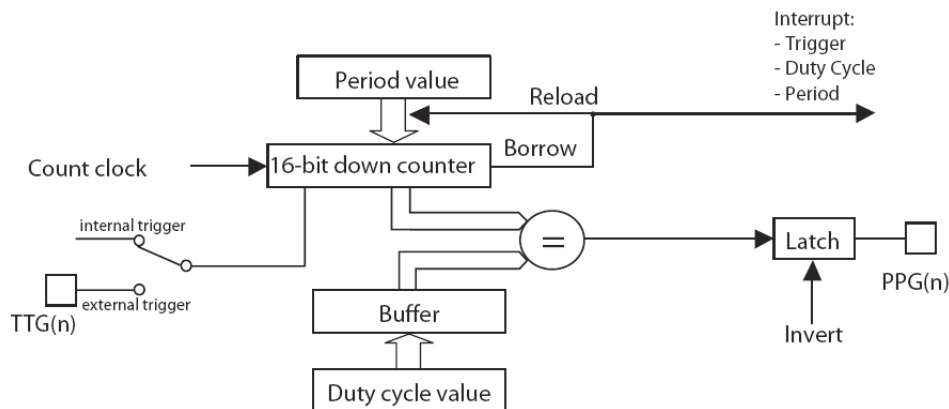 Interrupt:
- Trigger
- Duty Cycle
- Period
Period value
Reload
Count clock
16-bit down counter
Borrow
internal trigger
=
Latch
PPG(n)
TTG(n)
external trigger
Buffer
Invert
Duty cycle value